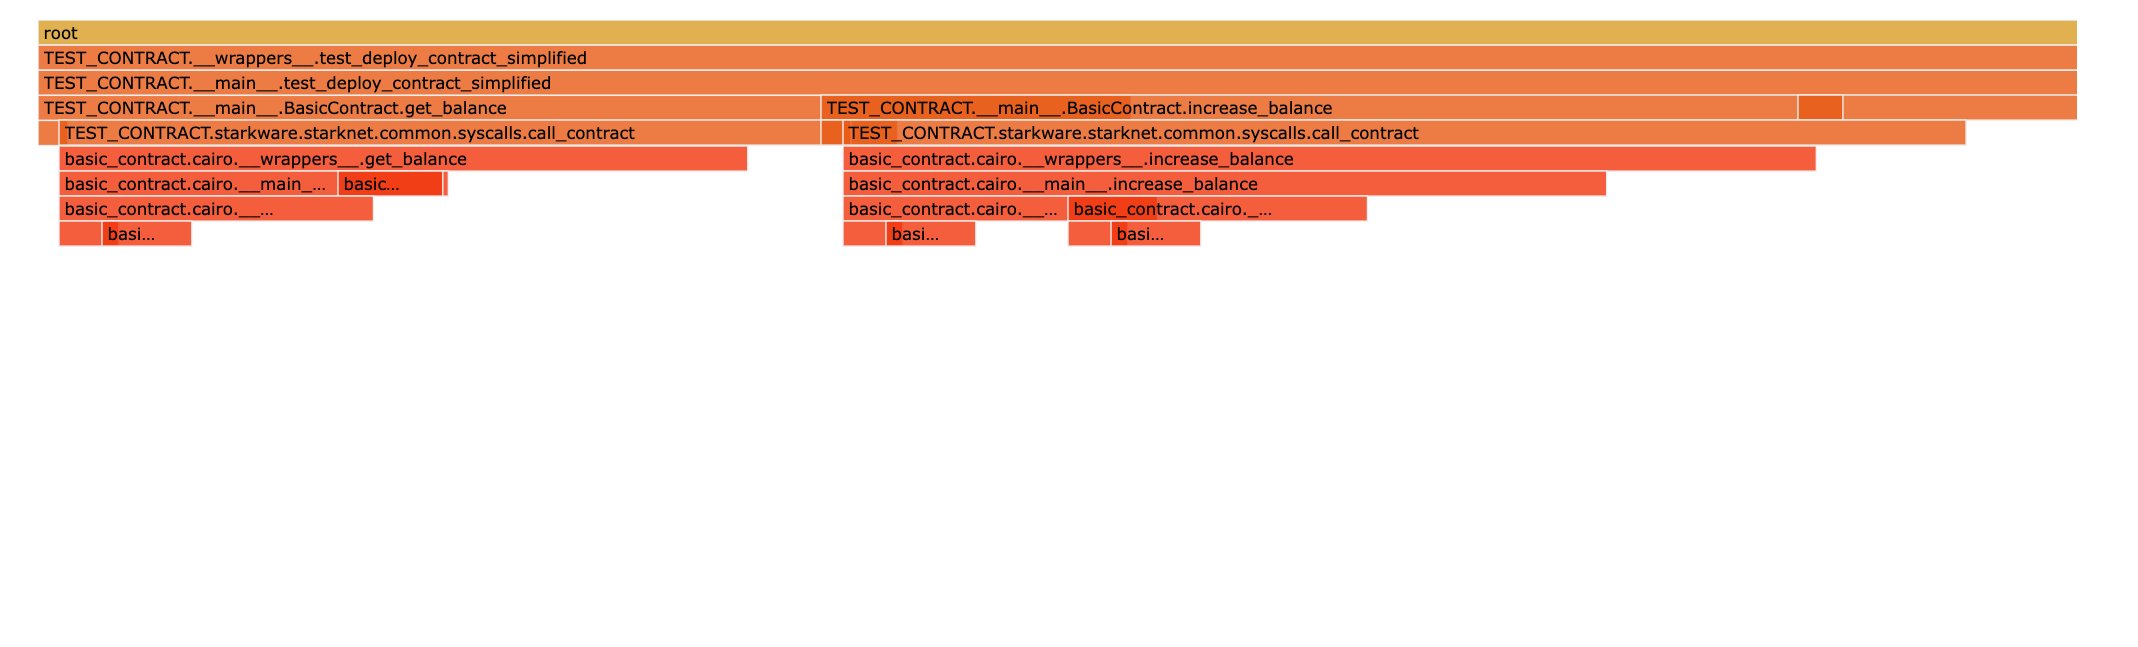 root
TEST_CONTRACT.__wrappers__.test_deploy_contract_simplified
TEST_CONTRACT.__main__.test_deploy_contract_simplified
TEST_CONTRACT.__main__.BasicContract.get_balance TEST_CONTRACT.__main__.BasicContract.increase_balance
TEST_CONTRACT.starkware.starknet.common.syscalls.call_contract TEST_CONTRACT.starkware.starknet.common.syscalls.call_contract
basic_contract.cairo.__wrappers__.get_balance basic_contract.cairo.__wrappers__.increase_balance
basic_contract.cairo.__main_... basic... basic_contract.cairo.__main__.increase_balance
basic_contract.cairo.__... basic_contract.cairo.__... basic_contract.cairo._...
basi... basi... basi...